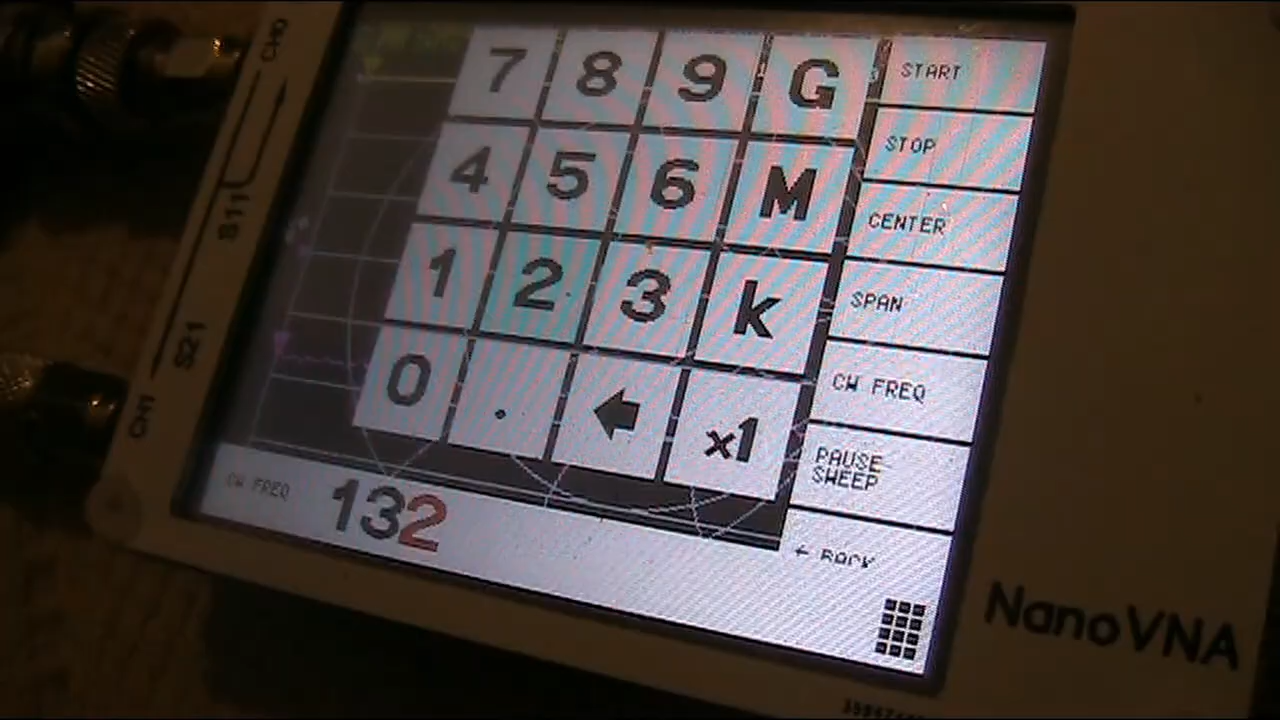 CH0
S11
S21
CH1
7 8 9 G
4 5 6 M
1 2 3 k
0 . ← x1
START
STOP
CENTER
SPAN
CW FREQ
PAUSE
SWEEP
← BACK
CW FREQ 132
NanoVNA